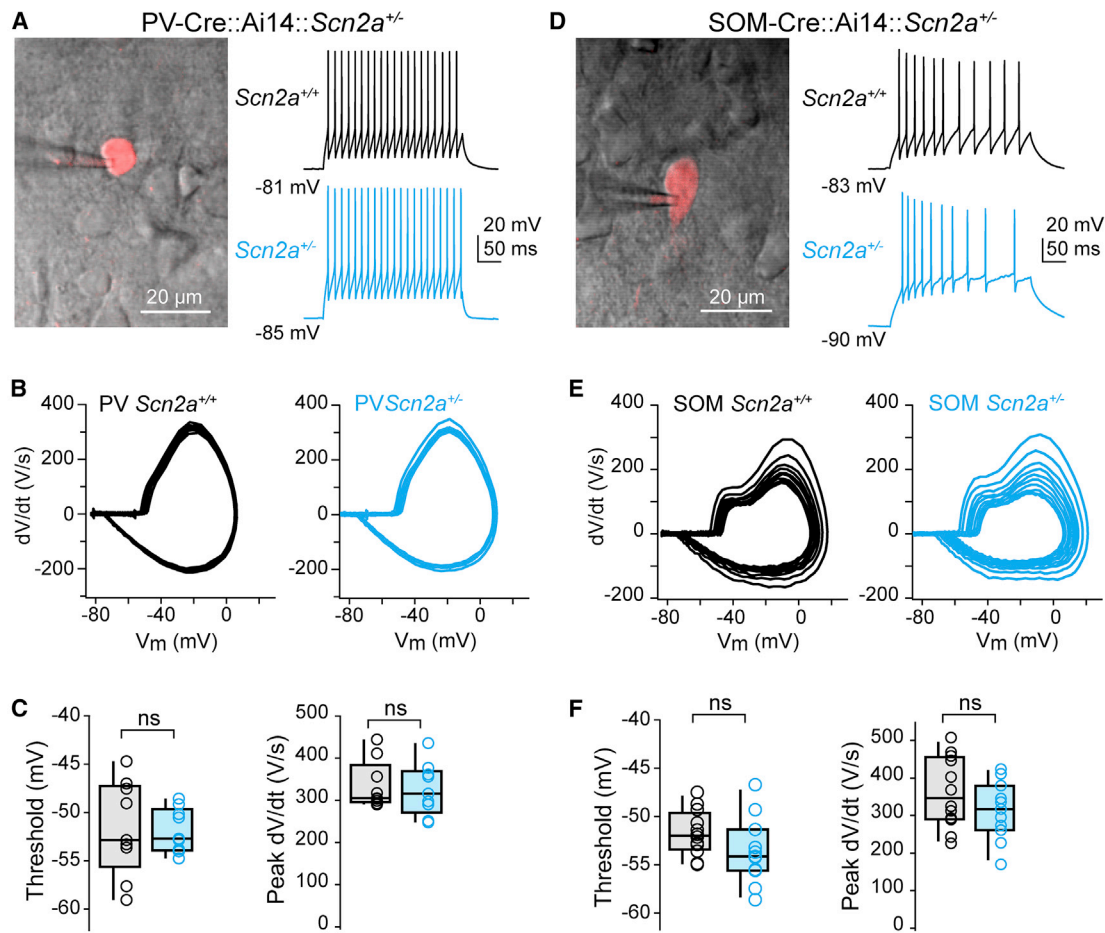 A PV-Cre::Ai14::Scn2a+/-
Scn2a+/+
-81 mV
Scn2a+/-
20 mV
50 ms
20 µm
-85 mV
D SOM-Cre::Ai14::Scn2a+/-
Scn2a+/+
-83 mV
Scn2a+/-
20 mV
50 ms
20 µm
-90 mV
B
PV Scn2a+/+
PVScn2a+/-
dV/dt (V/s)
400
200
0
-200
-80 -40 0
Vm (mV)
400
200
0
-200
-80 -40 0
Vm (mV)
E
SOM Scn2a+/+
SOM Scn2a+/-
dV/dt (V/s)
400
200
0
-200
-80 -40 0
Vm (mV)
400
200
0
-200
-80 -40 0
Vm (mV)
C
Threshold (mV)
-40
-45
-50
-55
-60
ns
Peak dV/dt (V/s)
500
400
300
200
100
0
ns
F
Threshold (mV)
-40
-45
-50
-55
-60
ns
Peak dV/dt (V/s)
500
400
300
200
100
0
ns